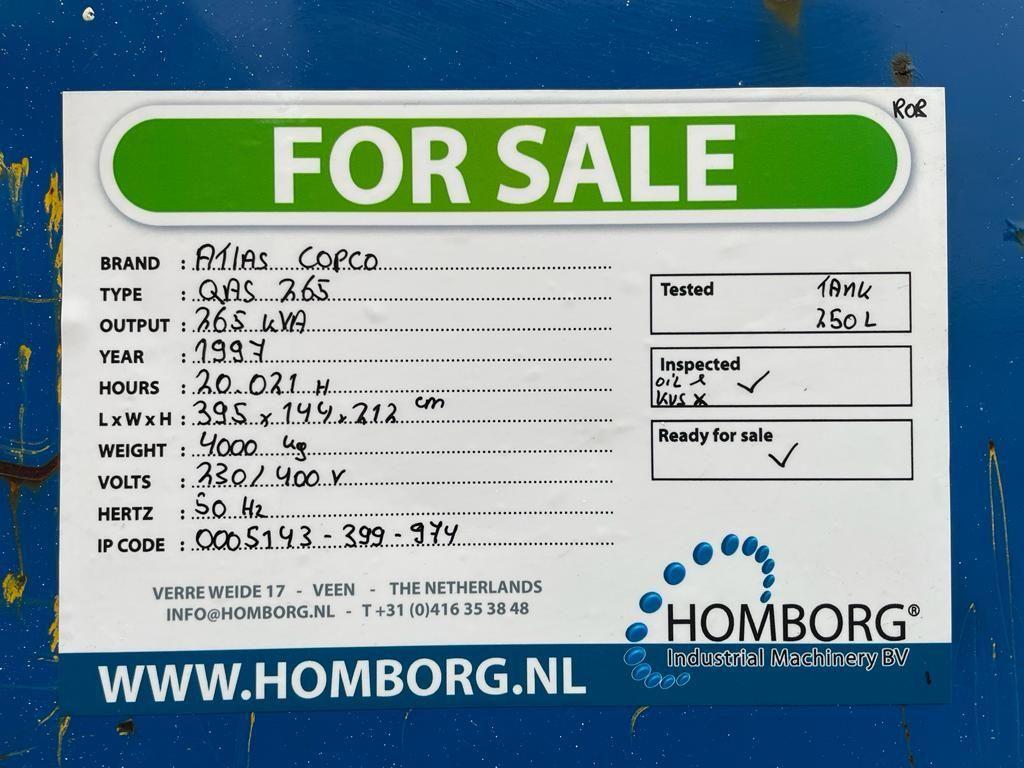 FOR SALE
ROR
BRAND : ATLAS COPCO
TYPE : QAS 265
OUTPUT : 265 kVA
YEAR : 1997
HOURS : 20.021 H
L x W x H : 395 x 144 x 212 cm
WEIGHT : 4000 kg
VOLTS : 230/400 V
HERTZ : 50 Hz
IP CODE : 0005143-399-974
Tested TANK
250 L
Inspected ✓
OIL
KVS x
Ready for sale
✓
VERRE WEIDE 17 - VEEN - THE NETHERLANDS
INFO@HOMBORG.NL - T +31 (0)416 35 38 48
HOMBORG®
Industrial Machinery BV
WWW.HOMBORG.NL